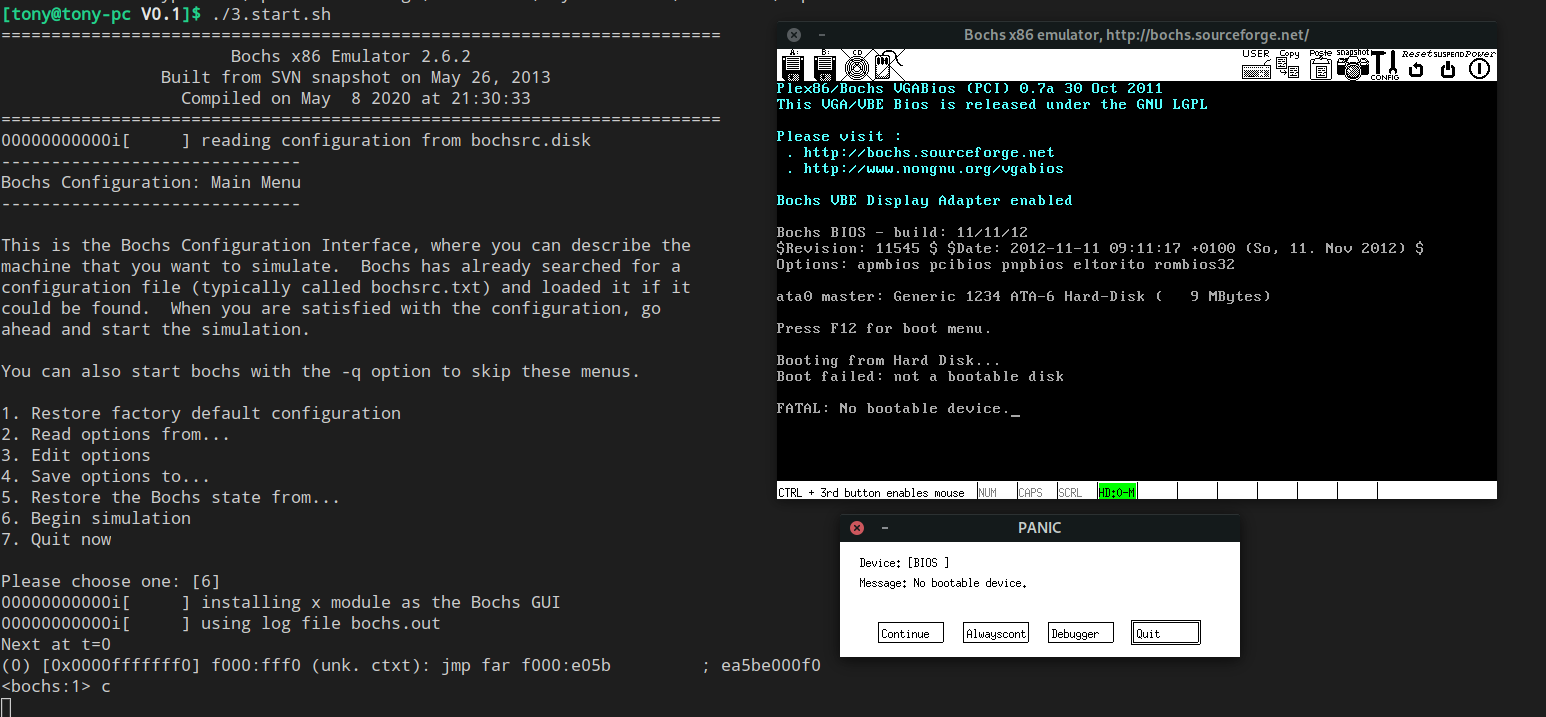 [tony@tony-pc V0.1]$ ./3.start.sh
========================================================================
Bochs x86 Emulator 2.6.2
Built from SVN snapshot on May 26, 2013
Compiled on May  8 2020 at 21:30:33
========================================================================
00000000000i[     ] reading configuration from bochsrc.disk
------------------------------
Bochs Configuration: Main Menu
------------------------------
This is the Bochs Configuration Interface, where you can describe the
machine that you want to simulate.  Bochs has already searched for a
configuration file (typically called bochsrc.txt) and loaded it if it
could be found.  When you are satisfied with the configuration, go
ahead and start the simulation.
You can also start bochs with the -q option to skip these menus.
1. Restore factory default configuration
2. Read options from...
3. Edit options
4. Save options to...
5. Restore the Bochs state from...
6. Begin simulation
7. Quit now
Please choose one: [6]
00000000000i[     ] installing x module as the Bochs GUI
00000000000i[     ] using log file bochs.out
Next at t=0
(0) [0x0000fffffff0] f000:fff0 (unk. ctxt): jmp far f000:e05b         ; ea5be000f0
<bochs:1> c
Bochs x86 emulator, http://bochs.sourceforge.net/
A: B: CD USER Copy Paste snapshot CONFIG Reset SUSPEND Power
Plex86/Bochs VGABios (PCI) 0.7a 30 Oct 2011
This VGA/VBE Bios is released under the GNU LGPL
Please visit :
. http://bochs.sourceforge.net
. http://www.nongnu.org/vgabios
Bochs VBE Display Adapter enabled
Bochs BIOS - build: 11/11/12
$Revision: 11545 $ $Date: 2012-11-11 09:11:17 +0100 (So, 11. Nov 2012) $
Options: apmbios pcibios pnpbios eltorito rombios32
ata0 master: Generic 1234 ATA-6 Hard-Disk (   9 MBytes)
Press F12 for boot menu.
Booting from Hard Disk...
Boot failed: not a bootable disk
FATAL: No bootable device._
CTRL + 3rd button enables mouse NUM CAPS SCRL HD:0-M
PANIC
Device: [BIOS ]
Message: No bootable device.
Continue Alwayscont Debugger Quit